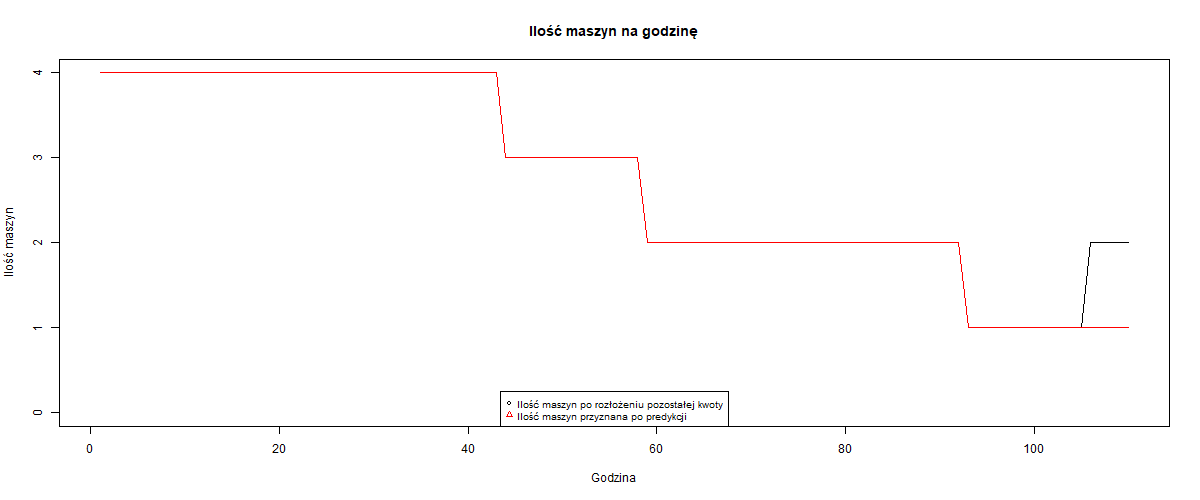 Ilość maszyn na godzinę
Ilość maszyn
4
3
2
1
0
Ilość maszyn po rozłożeniu pozostałej kwoty
Ilość maszyn przyznana po predykcji
0 20 40 60 80 100
Godzina